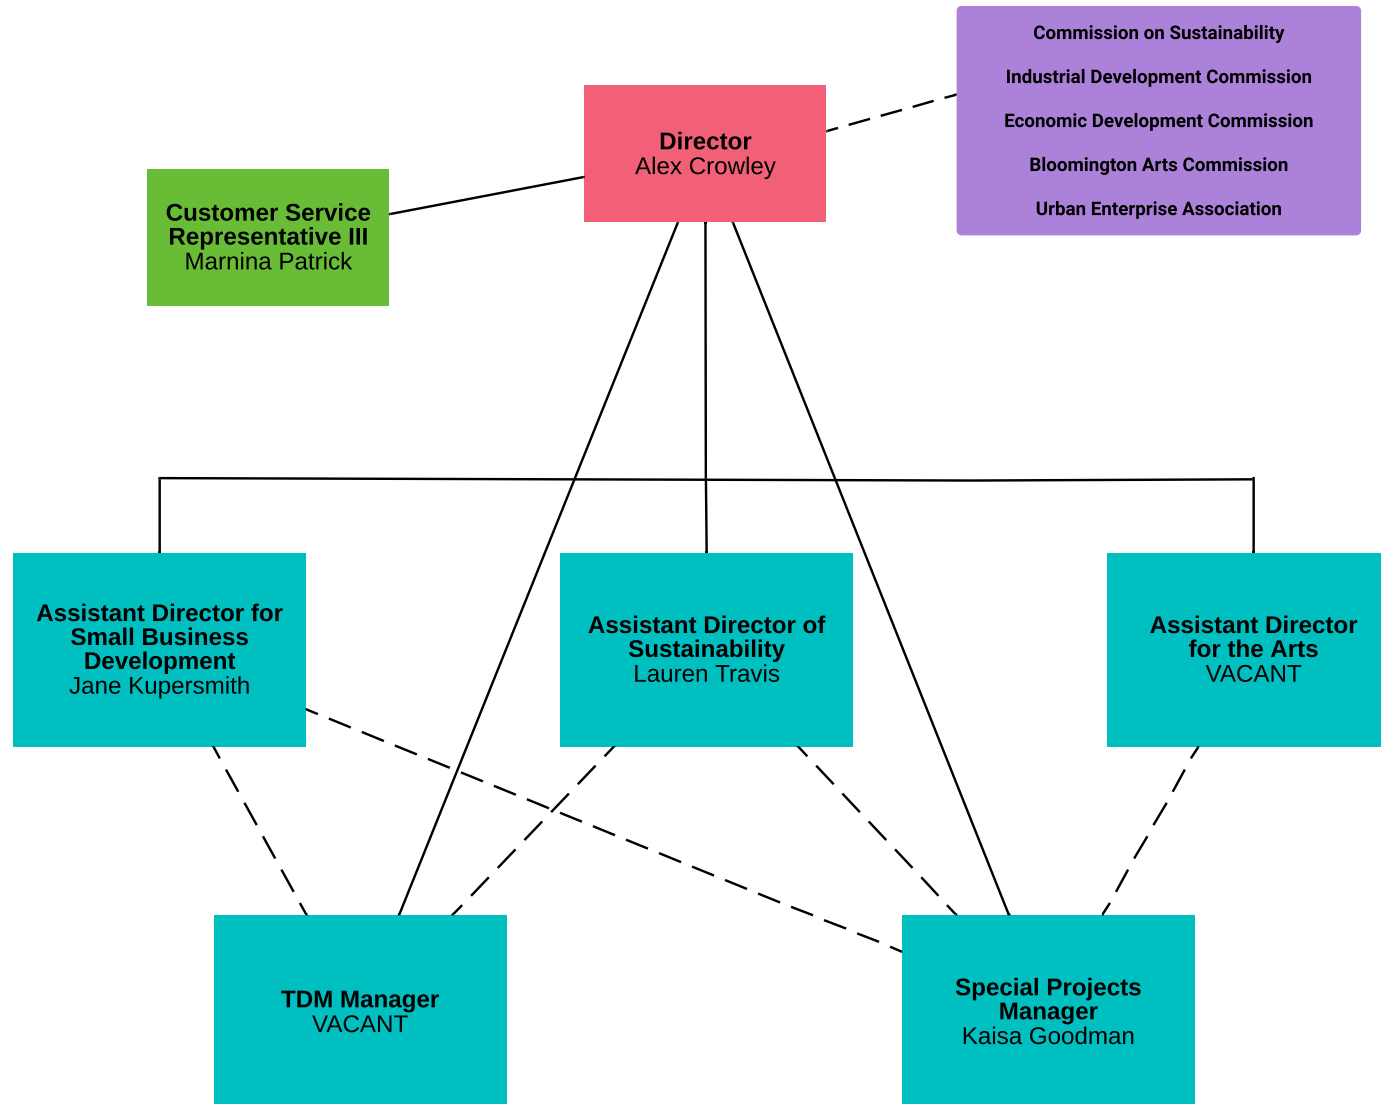 Commission on Sustainability
Industrial Development Commission
Economic Development Commission
Bloomington Arts Commission
Urban Enterprise Association
Director
Alex Crowley
Customer Service
Representative III
Marnina Patrick
Assistant Director for
Small Business
Development
Jane Kupersmith
Assistant Director of
Sustainability
Lauren Travis
Assistant Director
for the Arts
VACANT
TDM Manager
VACANT
Special Projects
Manager
Kaisa Goodman